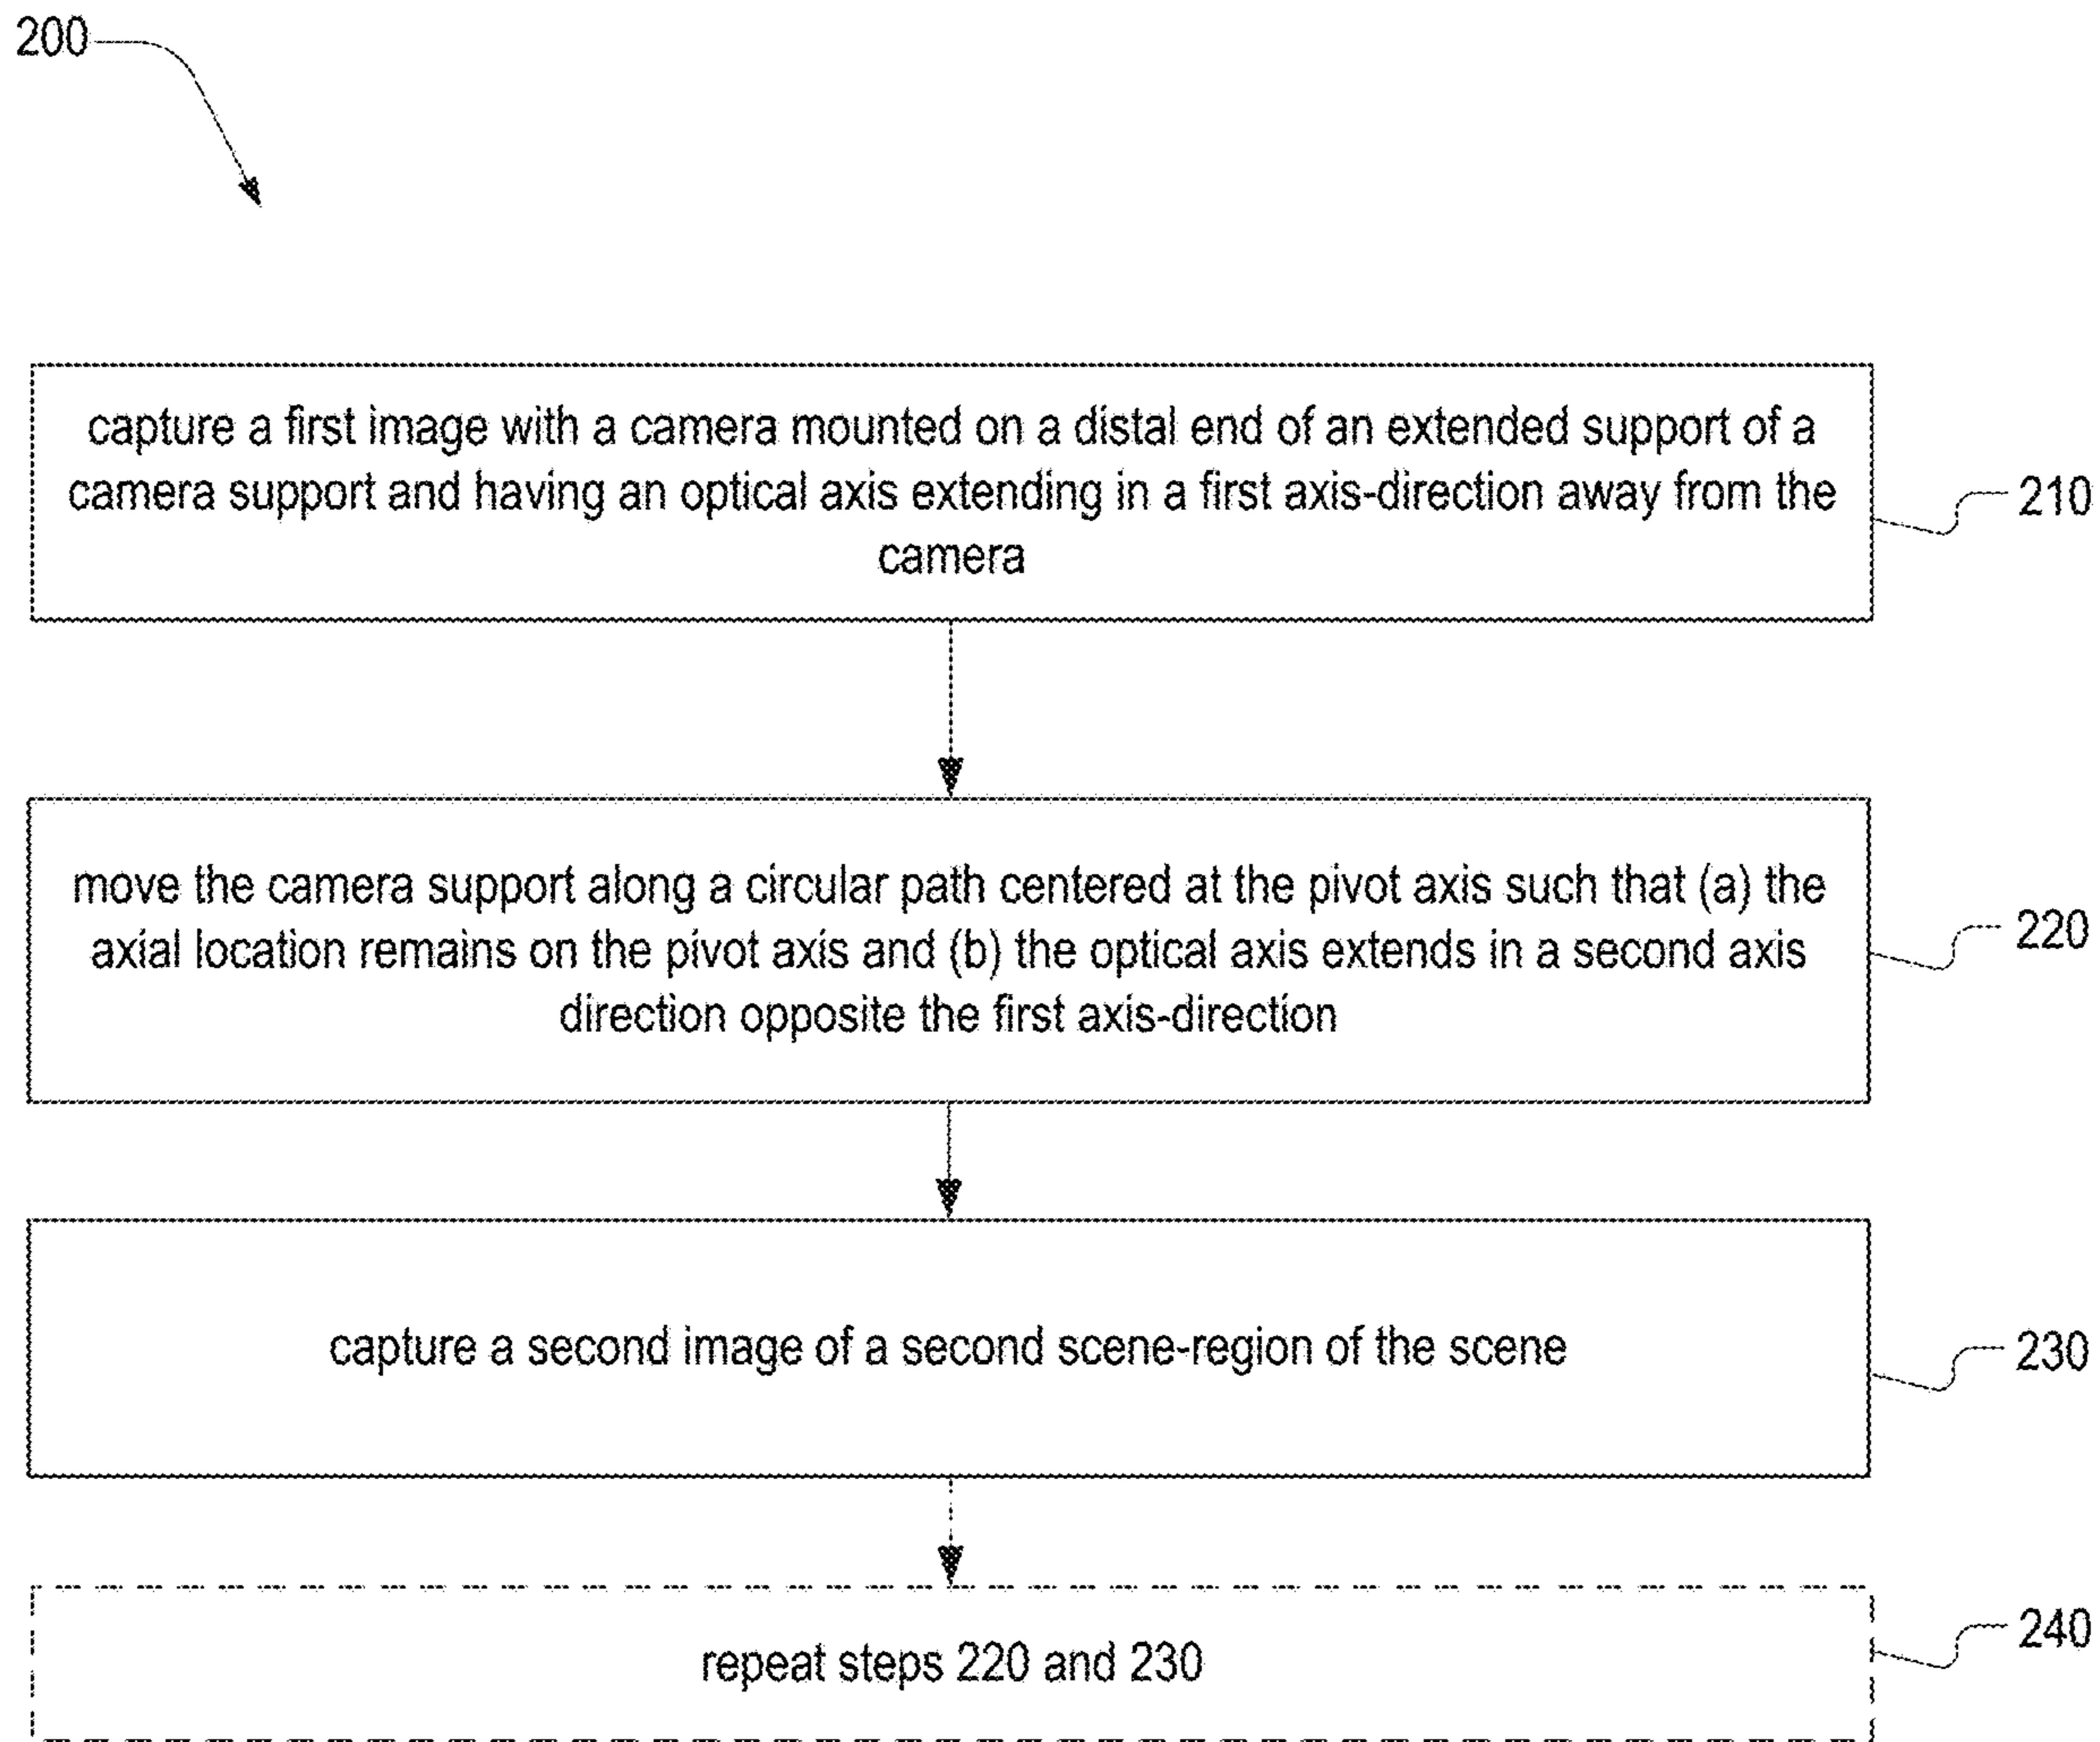 200
capture a first image with a camera mounted on a distal end of an extended support of a
camera support and having an optical axis extending in a first axis-direction away from the
camera
210
move the camera support along a circular path centered at the pivot axis such that (a) the
axial location remains on the pivot axis and (b) the optical axis extends in a second axis
direction opposite the first axis-direction
220
capture a second image of a second scene-region of the scene
230
repeat steps 220 and 230
240